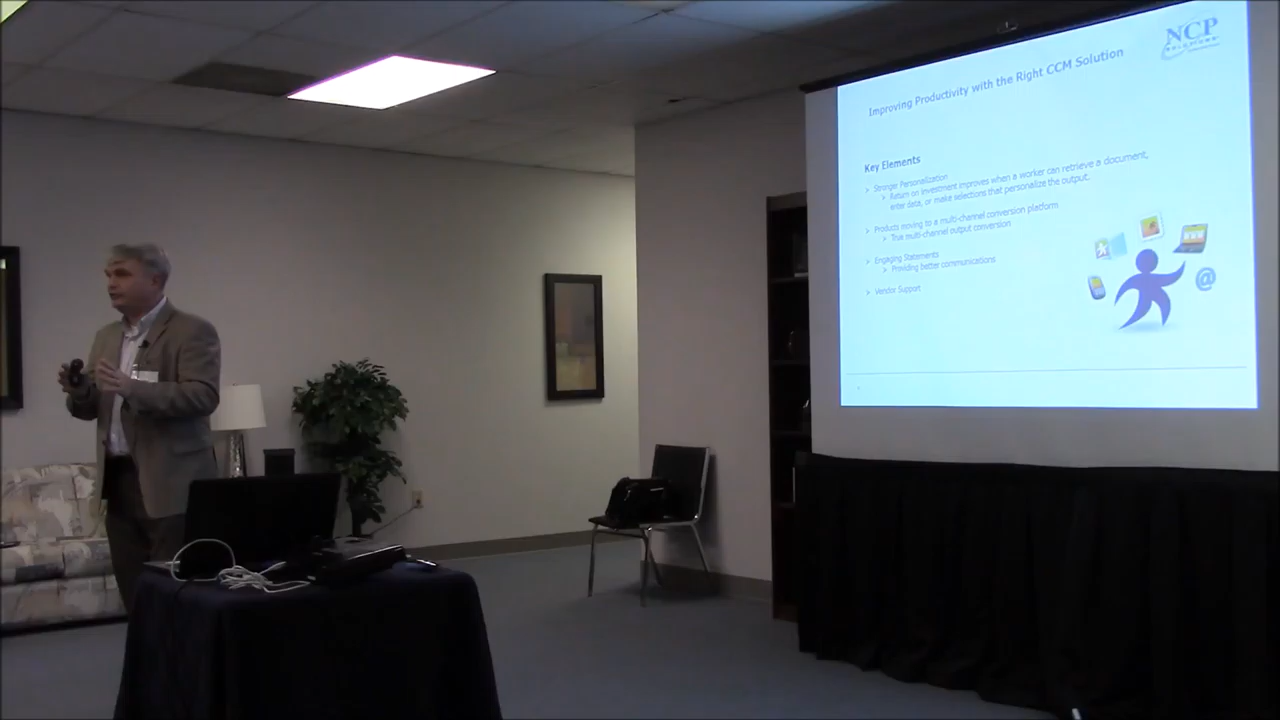 NCP
SOLUTIONS
Improving Productivity with the Right CCM Solution
Key Elements
Stronger Personalization
Return on investment improves when a worker can retrieve a document,
enter data, or make selections that personalize the output.
Products moving to a multi-channel conversion platform
True multi-channel output conversion
Engaging Statements
Providing better communications
Vendor Support
@